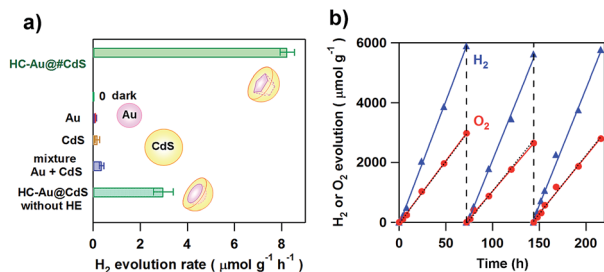 a)
HC-Au@#CdS
0 dark
Au
Au
CdS
CdS
mixture
Au + CdS
HC-Au@CdS
without HE
0 2 4 6 8
H2 evolution rate ( μmol g⁻¹ h⁻¹ )
b)
H2 or O2 evolution ( μmol g⁻¹)
6000
4000
2000
0
H2
O2
0 50 100 150 200
Time (h)